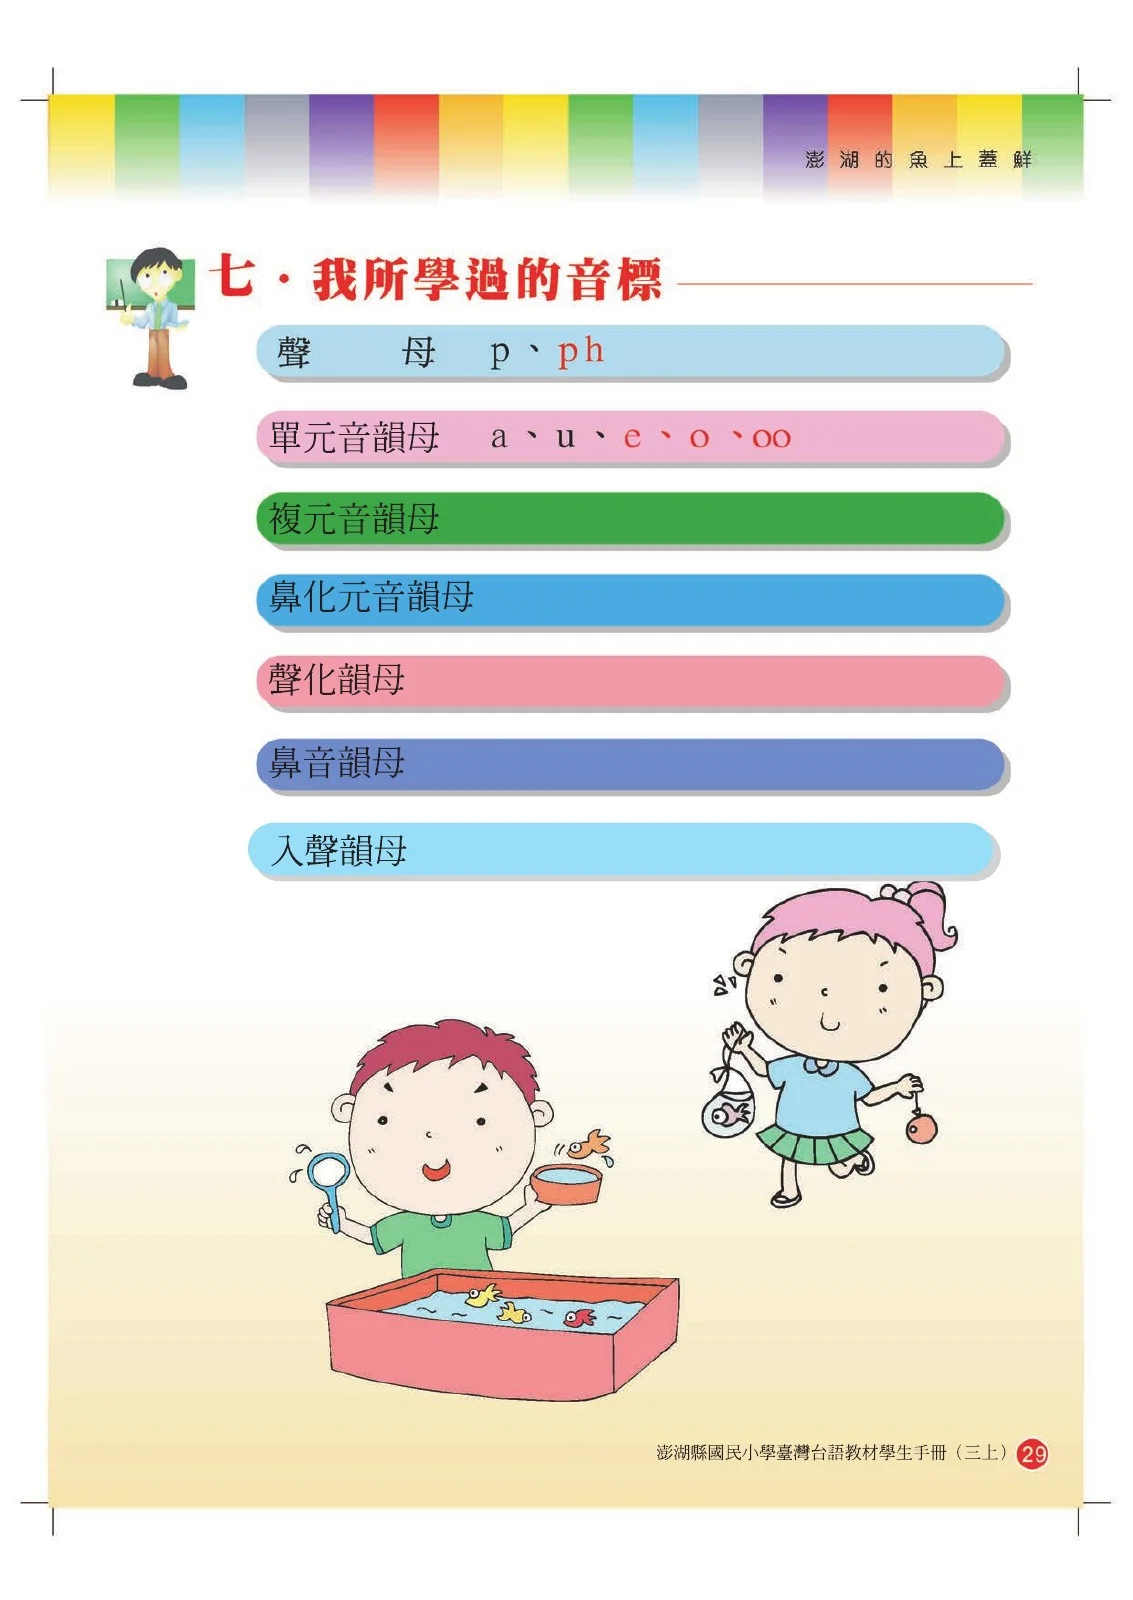 澎湖的魚上蓋鮮
七．我所學過的音標
聲　　母　p、ph
單元音韻母　a、u、e、o、oo
複元音韻母
鼻化元音韻母
聲化韻母
鼻音韻母
入聲韻母
澎湖縣國民小學臺灣台語教材學生手冊（三上）29